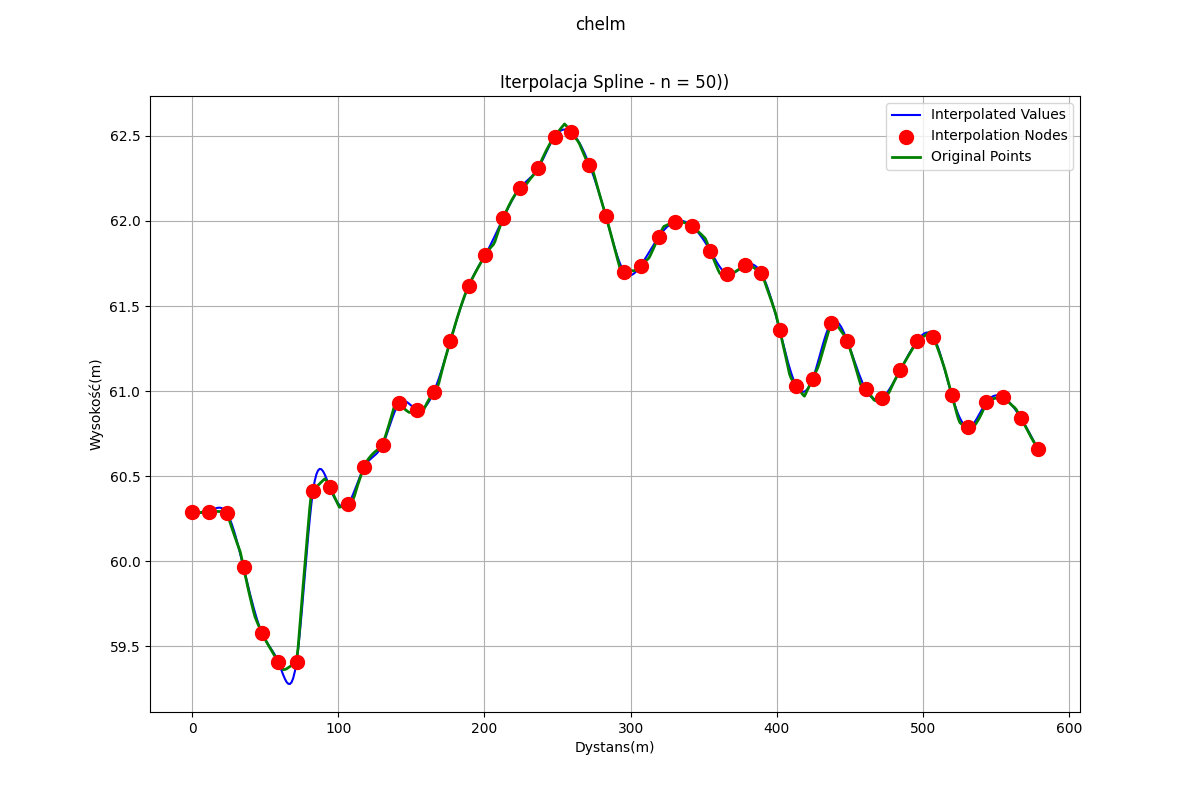 chelm
Iterpolacja Spline - n = 50))
Interpolated Values
Interpolation Nodes
Original Points
Wysokość(m)
62.5
62.0
61.5
61.0
60.5
60.0
59.5
0 100 200 300 400 500 600
Dystans(m)